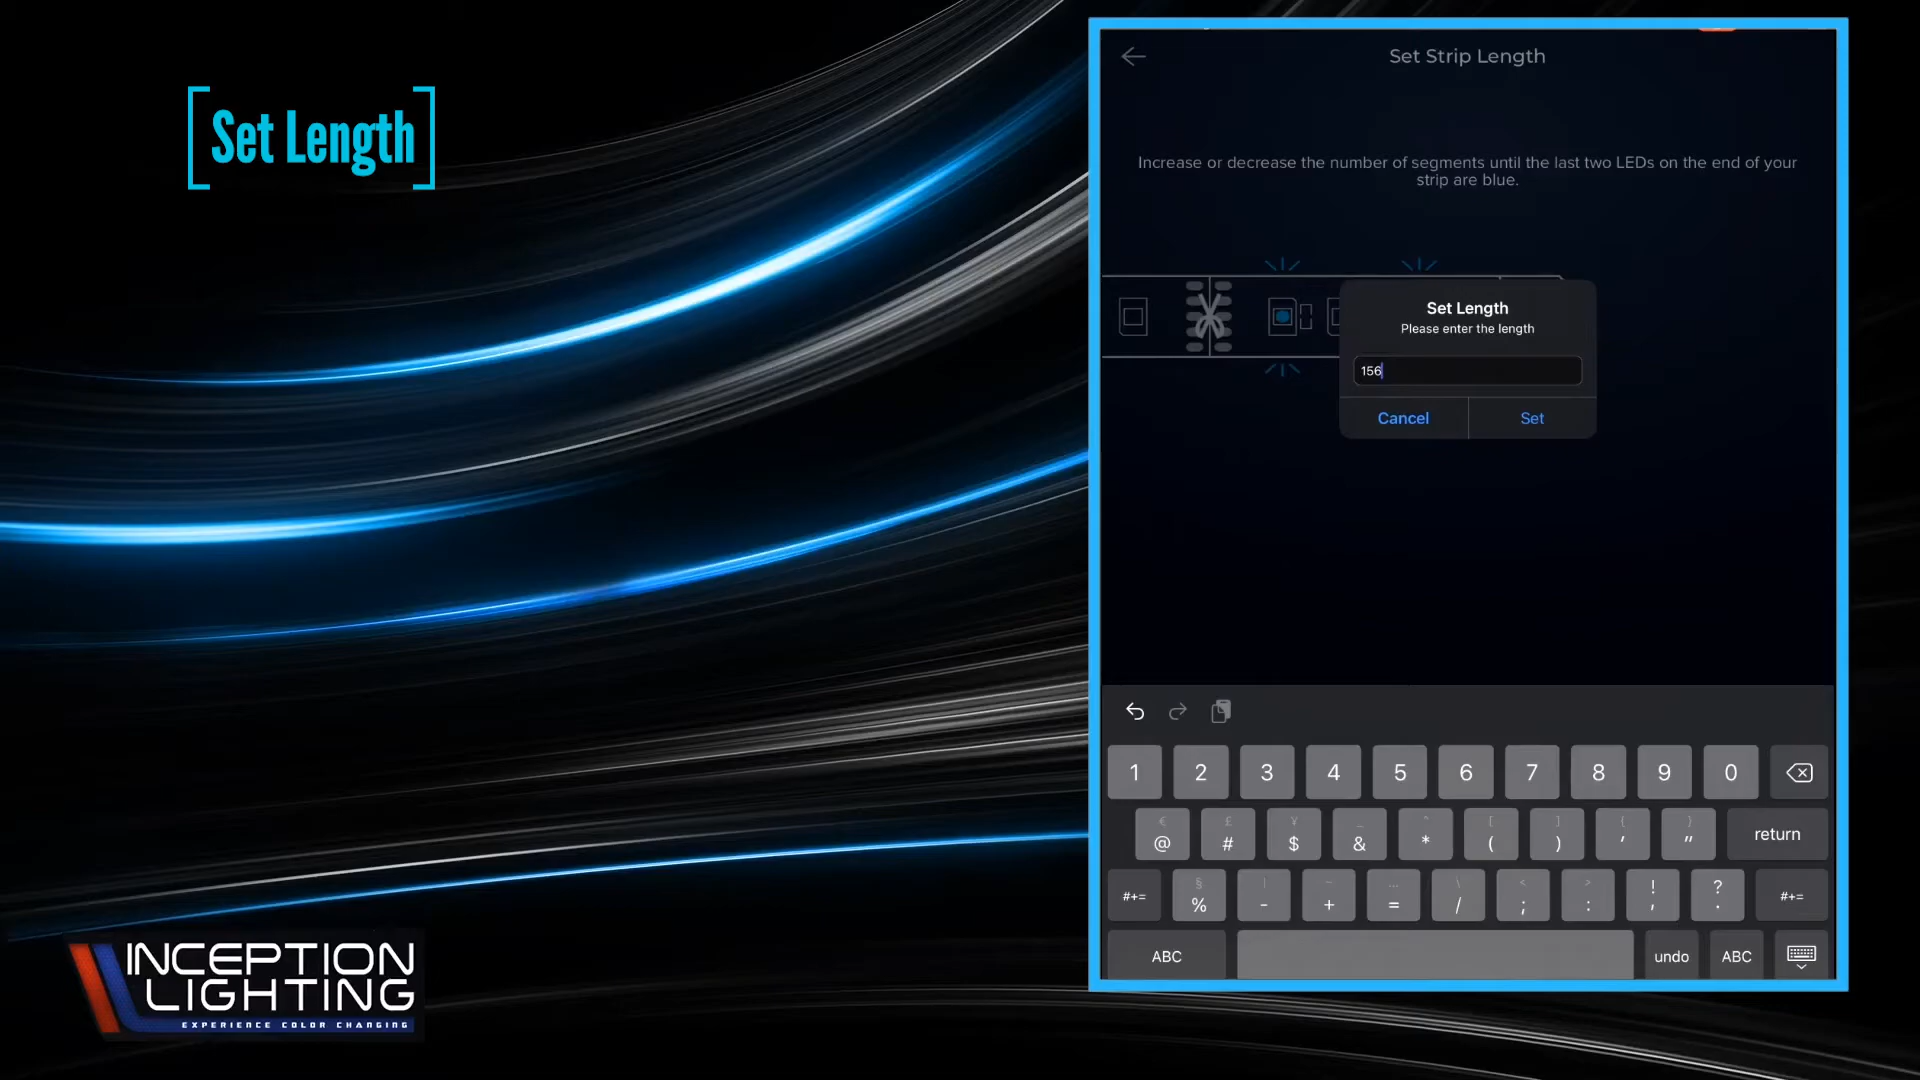 Set Length
Set Strip Length
Increase or decrease the number of segments until the last two LEDs on the end of your
strip are blue.
Set Length
Please enter the length
156
Cancel
Set
1 2 3 4 5 6 7 8 9 0
€ £ ¥ _ ^ [ ] { }
@ # $ & * ( ) ' "
return
#+=
§ | ~ … \ < > ! ?
% - + = / ; : , .
#+=
ABC
undo
ABC
INCEPTION
LIGHTING
EXPERIENCE COLOR CHANGING